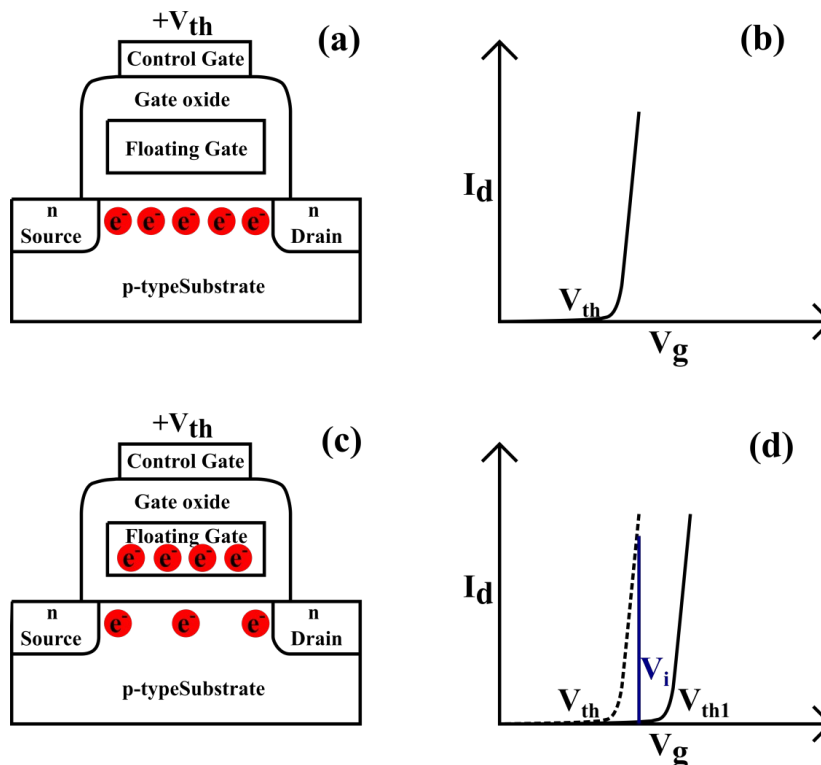 +Vth
(a)
Control Gate
Gate oxide
Floating Gate
n
Source
e- e- e- e- e-
n
Drain
p-typeSubstrate
(b)
Id
Vth
Vg
+Vth
(c)
Control Gate
Gate oxide
Floating Gate
e- e- e- e-
n
Source
e- e- e-
n
Drain
p-typeSubstrate
(d)
Id
Vi
Vth
Vth1
Vg